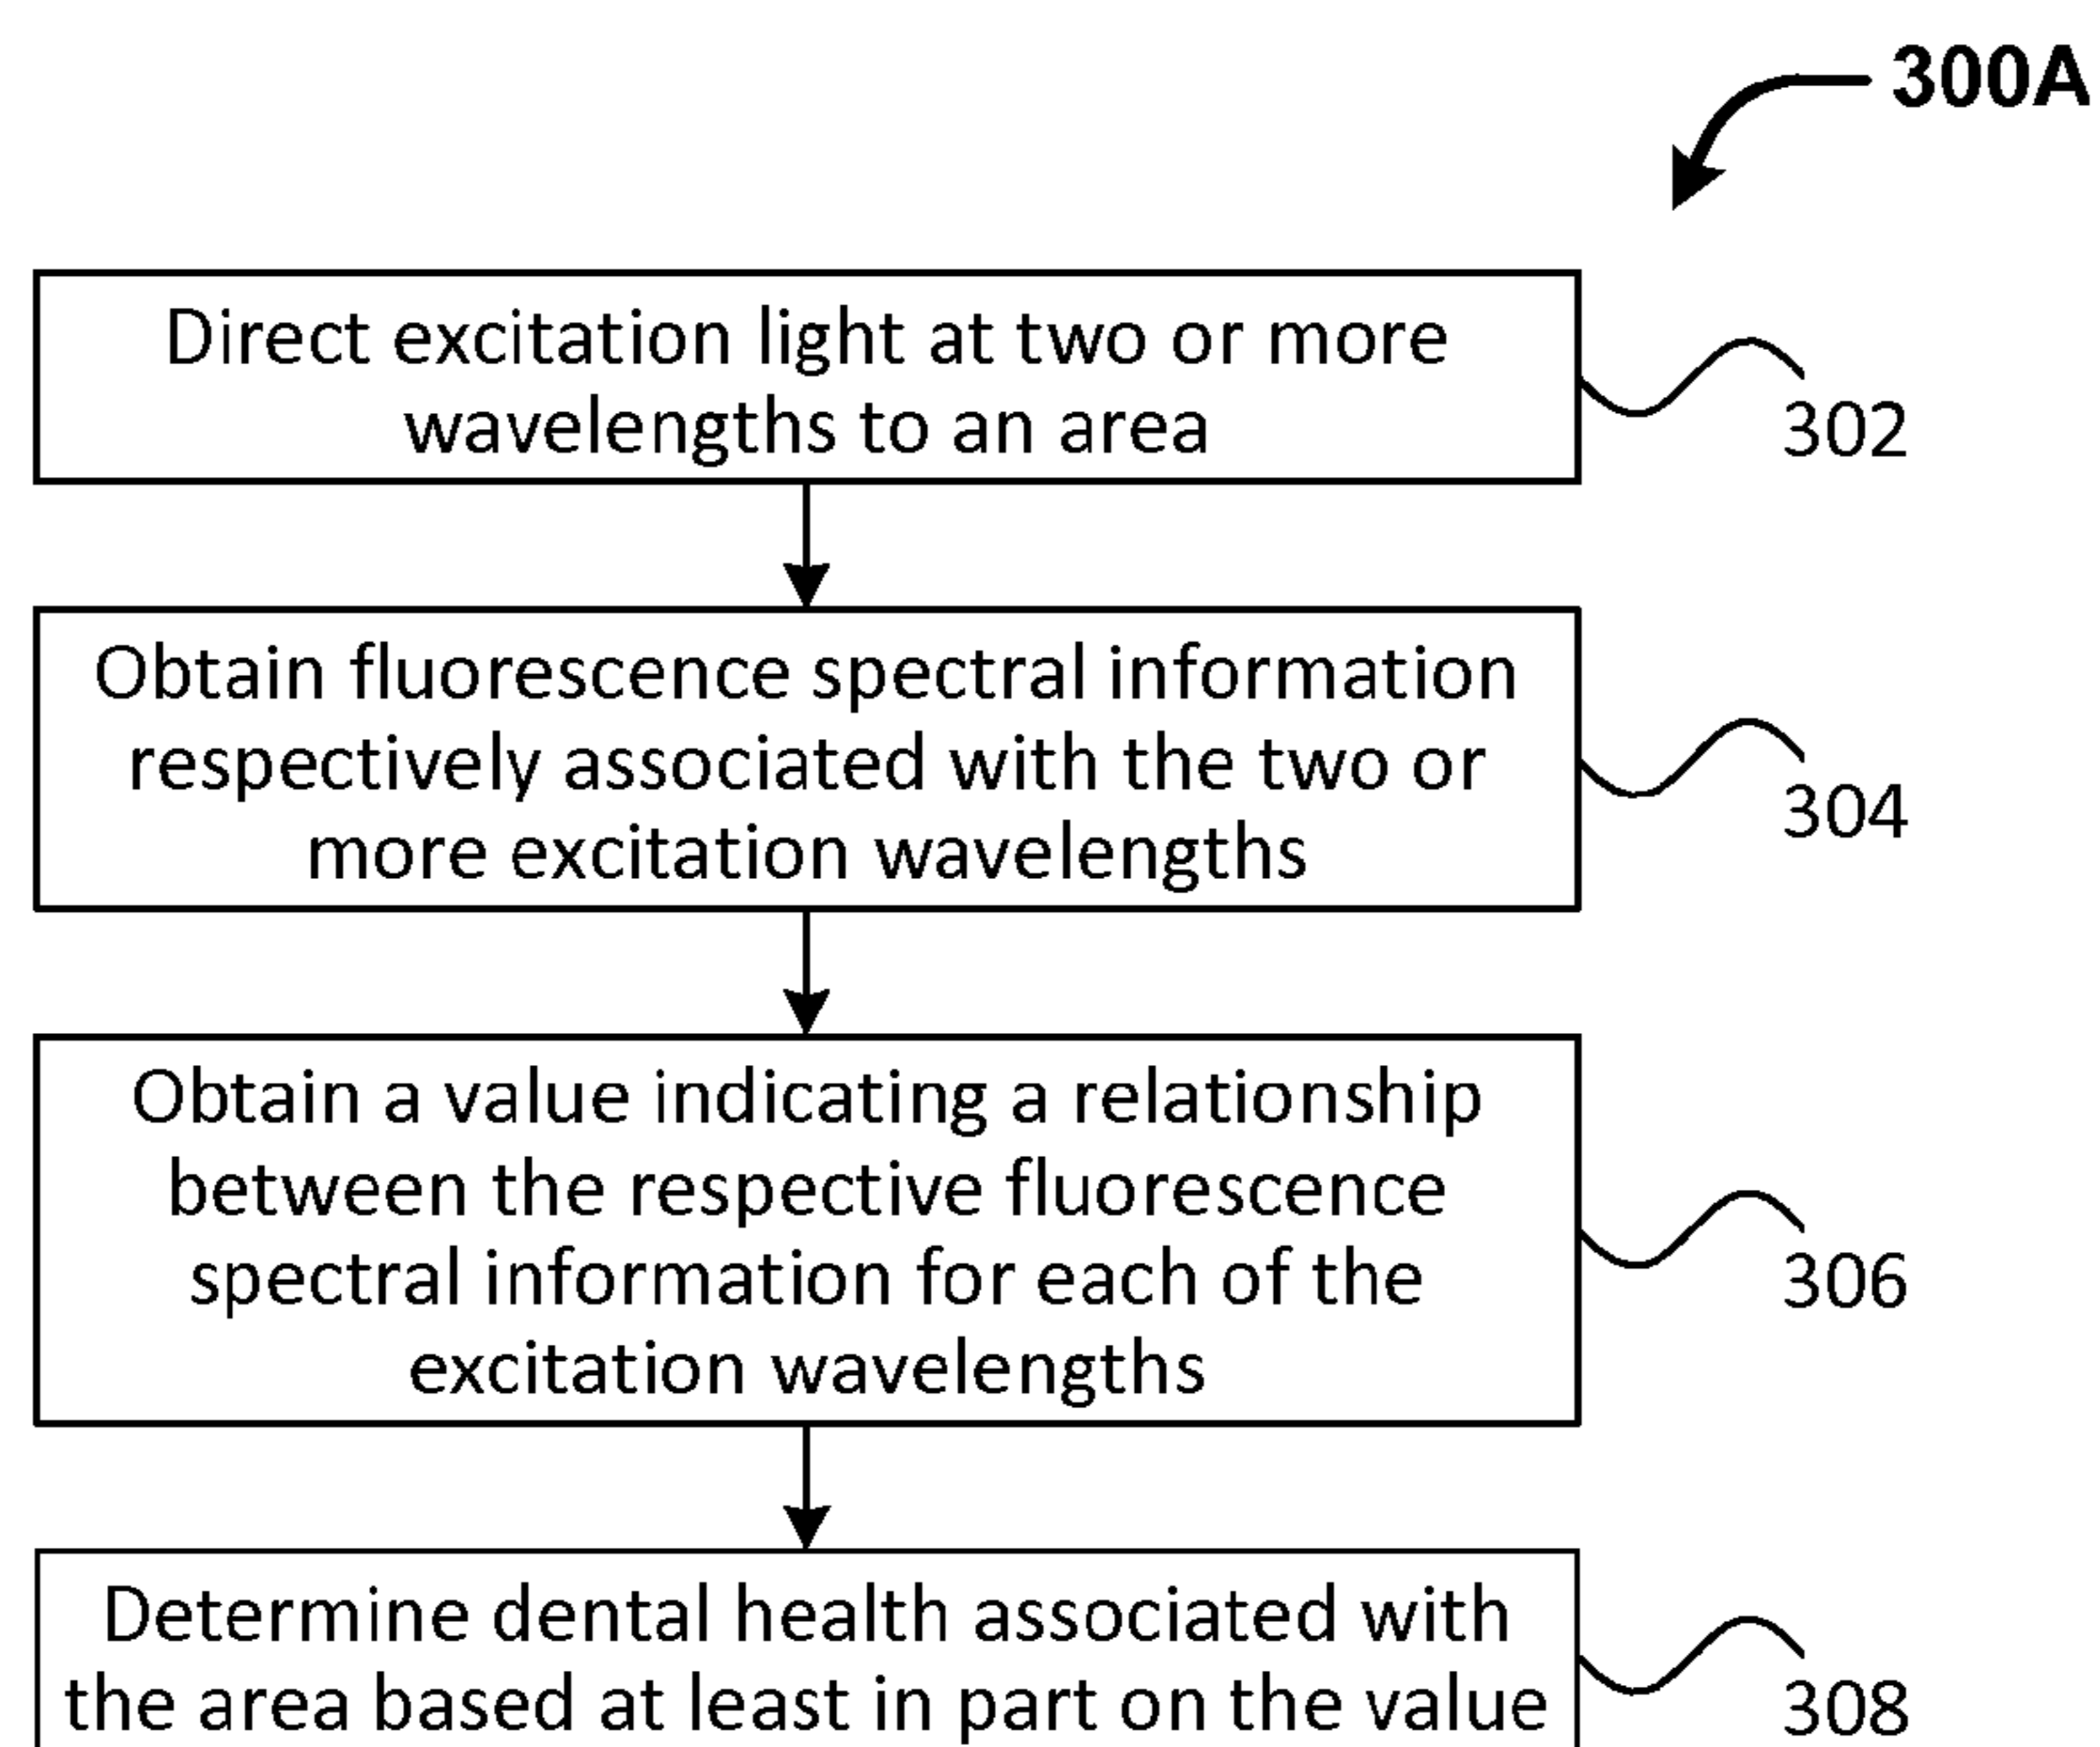 300A
Direct excitation light at two or more
wavelengths to an area
302
Obtain fluorescence spectral information
respectively associated with the two or
more excitation wavelengths
304
Obtain a value indicating a relationship
between the respective fluorescence
spectral information for each of the
excitation wavelengths
306
Determine dental health associated with
the area based at least in part on the value
308